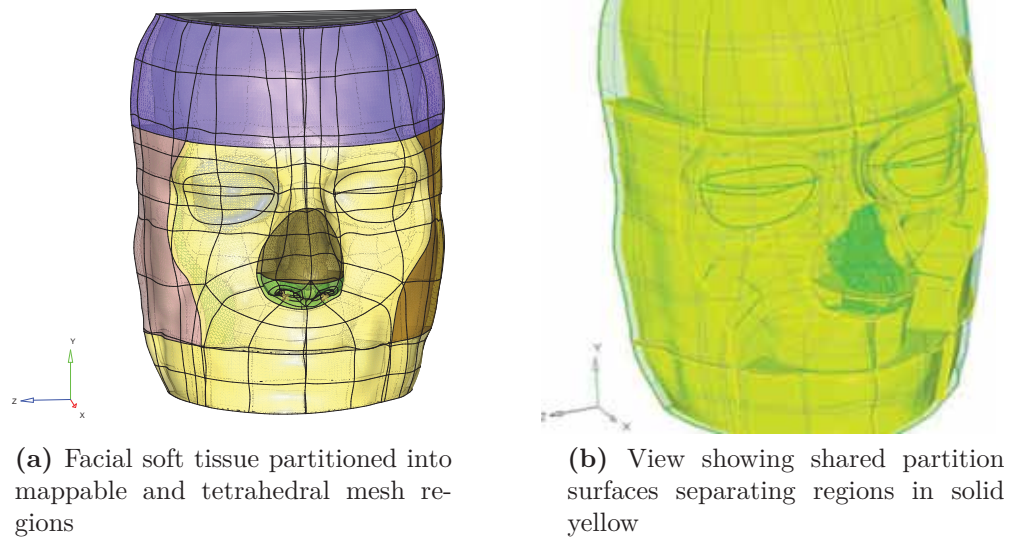 Y
Z
X
Y
Z
X
(a) Facial soft tissue partitioned into
mappable and tetrahedral mesh re-
gions
(b) View showing shared partition
surfaces separating regions in solid
yellow